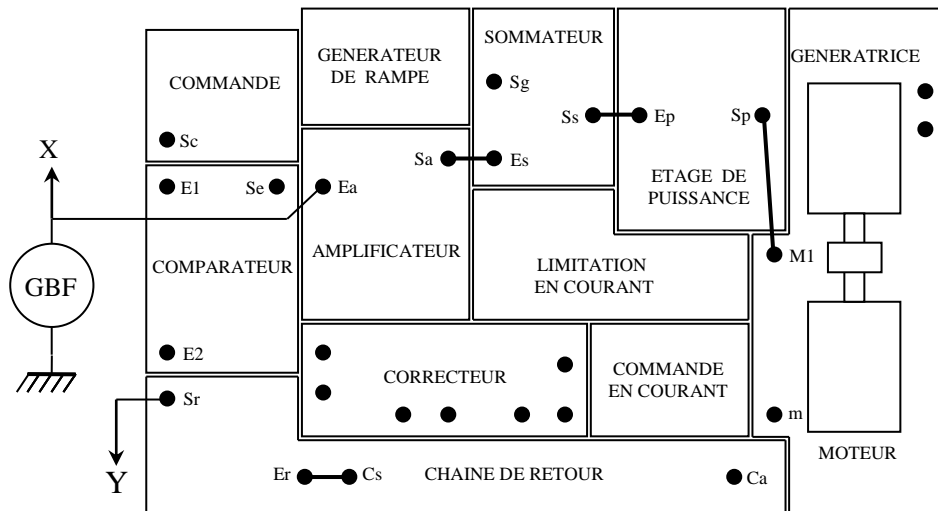 COMMANDE
Sc
GENERATEUR
DE RAMPE
SOMMATEUR
Sg
Ss
Ep
Sp
GENERATRICE
X
E1
Se
Ea
Sa
Es
ETAGE DE
PUISSANCE
COMPARATEUR
AMPLIFICATEUR
LIMITATION
EN COURANT
M1
GBF
E2
CORRECTEUR
COMMANDE
EN COURANT
Sr
m
MOTEUR
Y
Er
Cs
CHAINE DE RETOUR
Ca